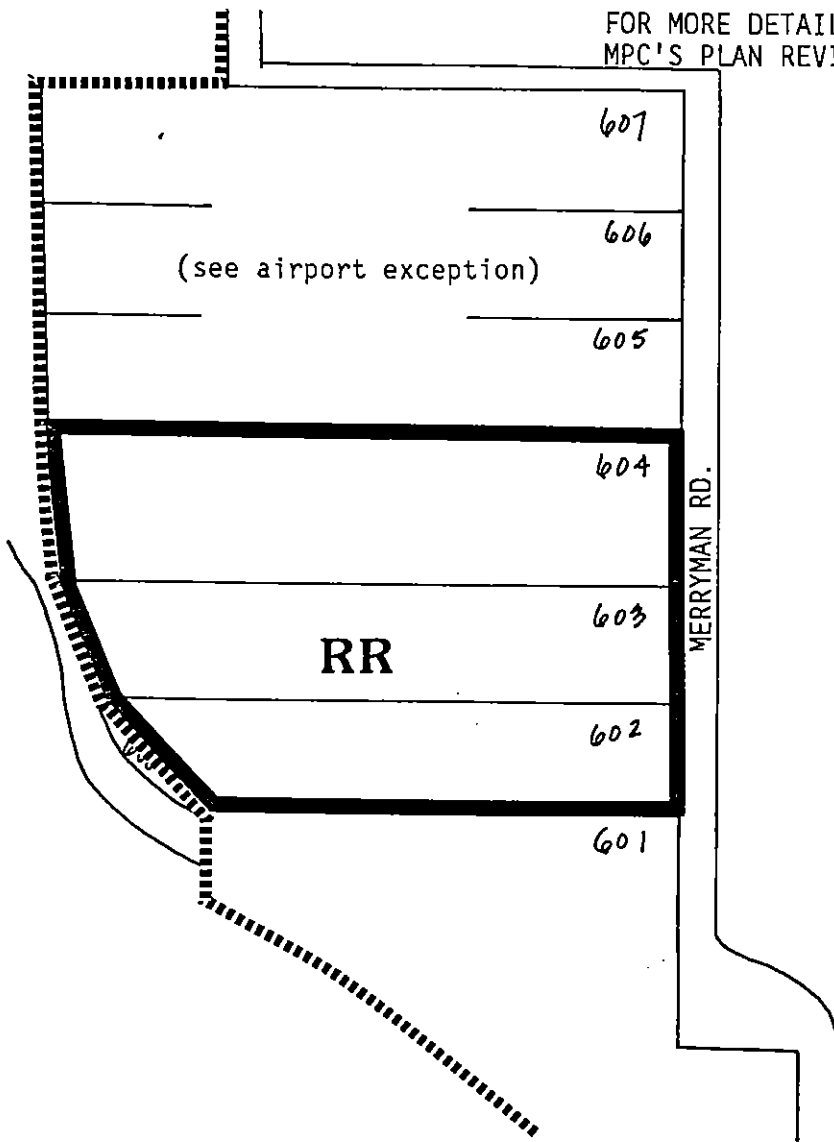 FOR MORE DETAIL
MPC'S PLAN REVI
607
606
(see airport exception)
605
604
MERRYMAN RD.
603
RR
602
601